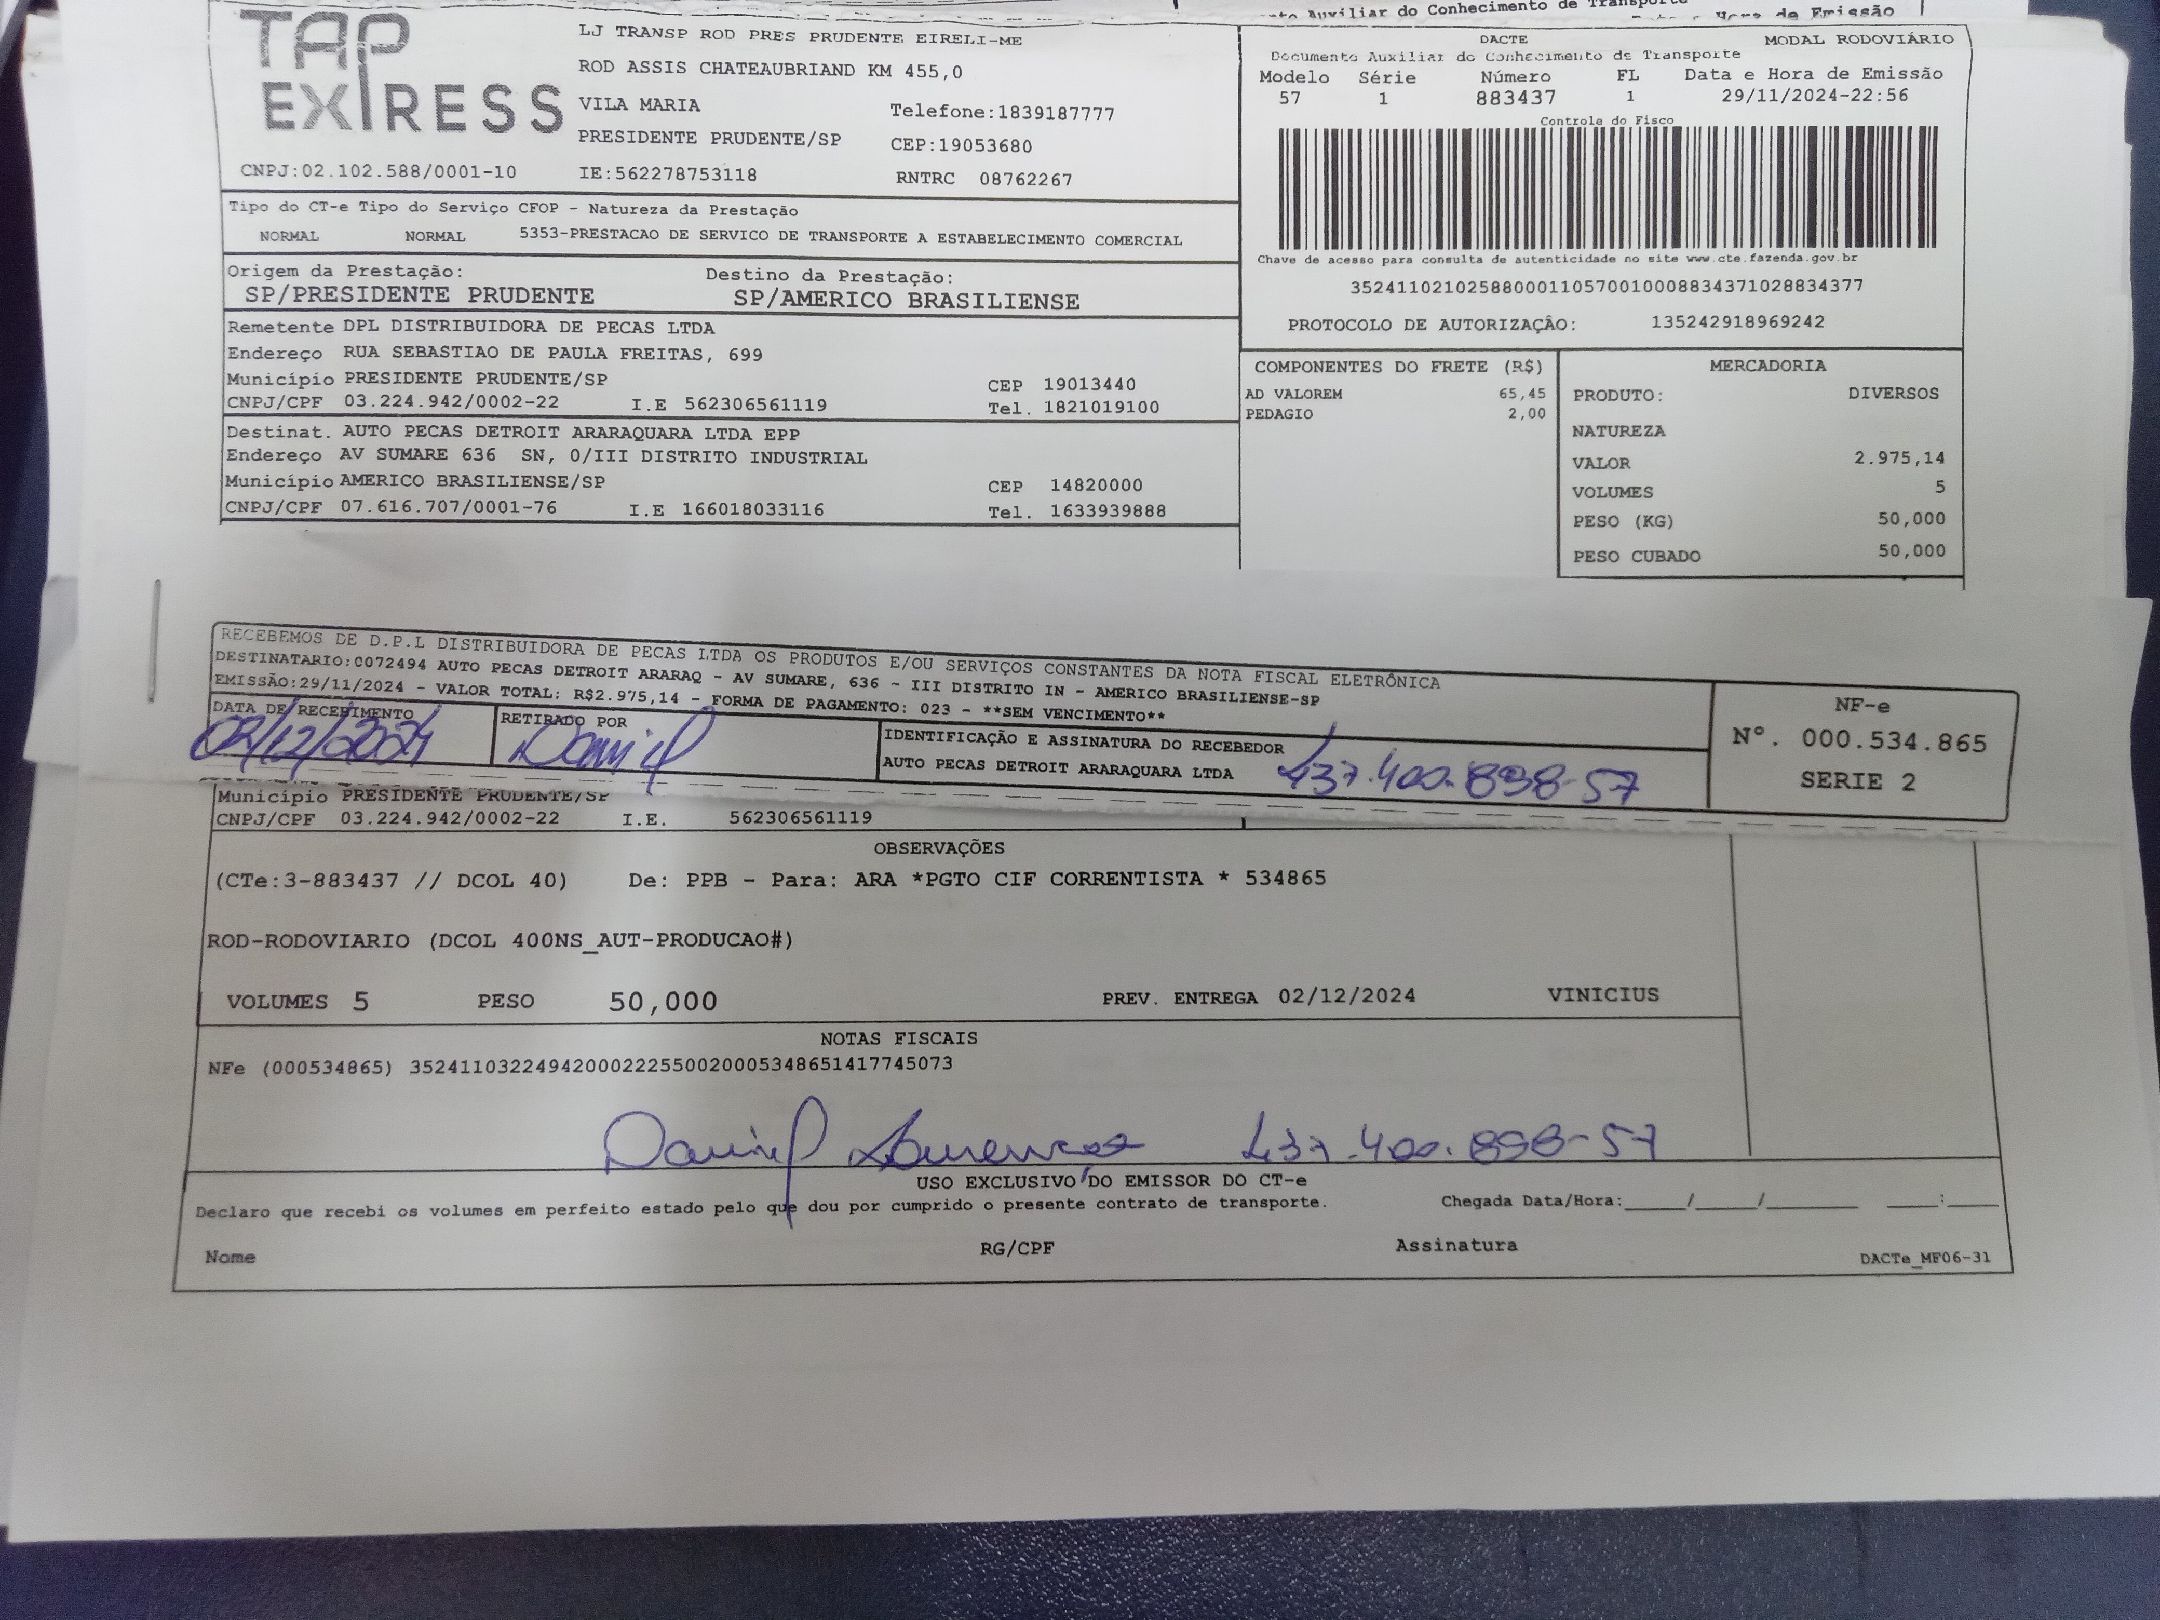 to Auxiliar do Conhecimento de Transporte
Hora de Emissão
TAP EXPRESS
LJ TRANSP ROD PRES PRUDENTE EIRELI-ME
ROD ASSIS CHATEAUBRIAND KM 455,0
VILA MARIA Telefone:1839187777
PRESIDENTE PRUDENTE/SP CEP:19053680
CNPJ:02.102.588/0001-10 IE:562278753118 RNTRC 08762267
DACTE MODAL RODOVIÁRIO
Documento Auxiliar do Conhecimento de Transporte
Modelo Série Número FL Data e Hora de Emissão
57 1 883437 1 29/11/2024-22:56
Controle do Fisco
Chave de acesso para consulta de autenticidade no site www.cte.fazenda.gov.br
35241102102588000110570010008834371028834377
PROTOCOLO DE AUTORIZAÇÂO: 135242918969242
Tipo do CT-e Tipo do Serviço CFOP - Natureza da Prestação
NORMAL NORMAL 5353-PRESTACAO DE SERVICO DE TRANSPORTE A ESTABELECIMENTO COMERCIAL
Origem da Prestação: Destino da Prestação:
SP/PRESIDENTE PRUDENTE SP/AMERICO BRASILIENSE
Remetente DPL DISTRIBUIDORA DE PECAS LTDA
Endereço RUA SEBASTIAO DE PAULA FREITAS, 699
Município PRESIDENTE PRUDENTE/SP CEP 19013440
CNPJ/CPF 03.224.942/0002-22 I.E 562306561119 Tel. 1821019100
Destinat. AUTO PECAS DETROIT ARARAQUARA LTDA EPP
Endereço AV SUMARE 636 SN, 0/III DISTRITO INDUSTRIAL
Município AMERICO BRASILIENSE/SP CEP 14820000
CNPJ/CPF 07.616.707/0001-76 I.E 166018033116 Tel. 1633939888
COMPONENTES DO FRETE (R$)
AD VALOREM 65,45
PEDAGIO 2,00
MERCADORIA
PRODUTO: DIVERSOS
NATUREZA
VALOR 2.975,14
VOLUMES 5
PESO (KG) 50,000
PESO CUBADO 50,000
RECEBEMOS DE D.P.L DISTRIBUIDORA DE PECAS LTDA OS PRODUTOS E/OU SERVIÇOS CONSTANTES DA NOTA FISCAL ELETRÔNICA
DESTINATARIO:0072494 AUTO PECAS DETROIT ARARAQ - AV SUMARE, 636 - III DISTRITO IN - AMERICO BRASILIENSE-SP
EMISSÃO:29/11/2024 - VALOR TOTAL: R$2.975,14 - FORMA DE PAGAMENTO: 023 - **SEM VENCIMENTO**
DATA DE RECEBIMENTO RETIRADO POR IDENTIFICAÇÃO E ASSINATURA DO RECEBEDOR
02/12/2024 Daniel AUTO PECAS DETROIT ARARAQUARA LTDA 437.400.898-57
NF-e
Nº. 000.534.865
SERIE 2
Município PRESIDENTE PRUDENTE/SP
CNPJ/CPF 03.224.942/0002-22 I.E. 562306561119
OBSERVAÇÕES
(CTe:3-883437 // DCOL 40) De: PPB - Para: ARA *PGTO CIF CORRENTISTA * 534865
ROD-RODOVIARIO (DCOL 400NS_AUT-PRODUCAO#)
VOLUMES 5 PESO 50,000 PREV. ENTREGA 02/12/2024 VINICIUS
NOTAS FISCAIS
NFe (000534865) 35241103224942000222550020005348651417745073
Daniel Lourenço 437.400.898-57
USO EXCLUSIVO DO EMISSOR DO CT-e
Declaro que recebi os volumes em perfeito estado pelo que dou por cumprido o presente contrato de transporte. Chegada Data/Hora:_____/_____/________ ____:____
Nome RG/CPF Assinatura DACTe_MF06-31